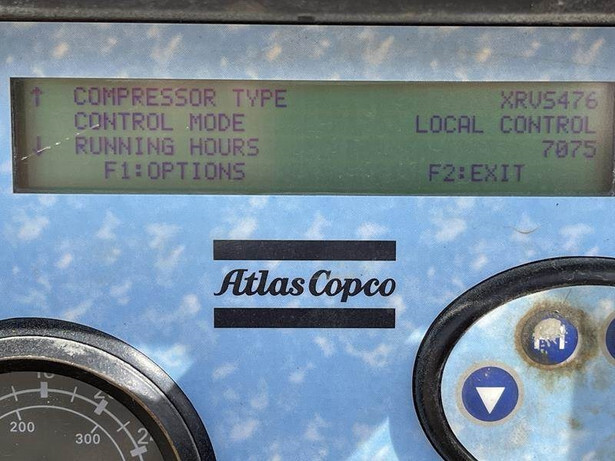 ↑ COMPRESSOR TYPE XRVS476
CONTROL MODE LOCAL CONTROL
↓ RUNNING HOURS 7075
F1:OPTIONS F2:EXIT
Atlas Copco
200 300